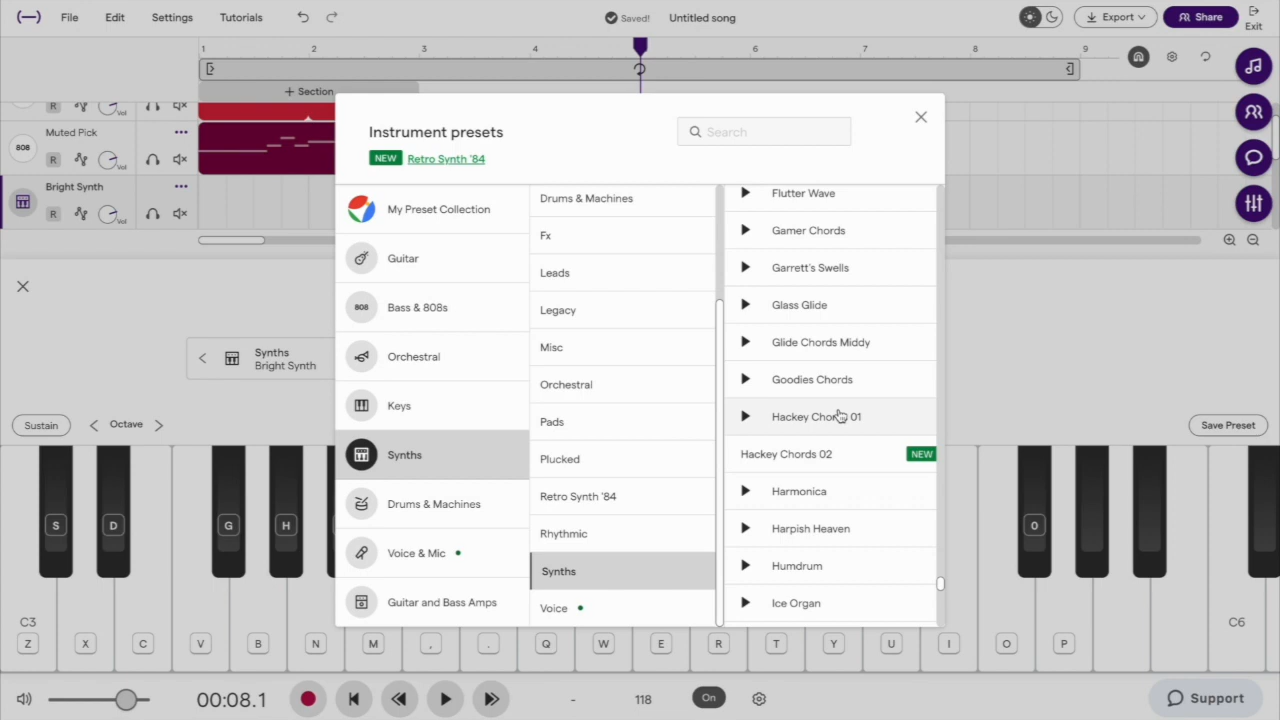 File Edit Settings Tutorials Saved! Untitled song Export Share Exit
1 2 3 4 6 7 8 9
+ Section
R Vol
808 Muted Pick
R Vol
Bright Synth
R Vol
Instrument presets
Search
NEW Retro Synth '84
My Preset Collection
Guitar
808 Bass & 808s
Orchestral
Keys
Synths
Drums & Machines
Voice & Mic
Guitar and Bass Amps
Drums & Machines
Fx
Leads
Legacy
Misc
Orchestral
Pads
Plucked
Retro Synth '84
Rhythmic
Synths
Voice
Flutter Wave
Gamer Chords
Garrett's Swells
Glass Glide
Glide Chords Middy
Goodies Chords
Hackey Chords 01
Hackey Chords 02 NEW
Harmonica
Harpish Heaven
Humdrum
Ice Organ
Synths
Bright Synth
Sustain Octave Save Preset
S D G H 0
C3 C6
Z X C V B N M , . Q W E R T Y U I O P
00:08.1 - 118 On Support